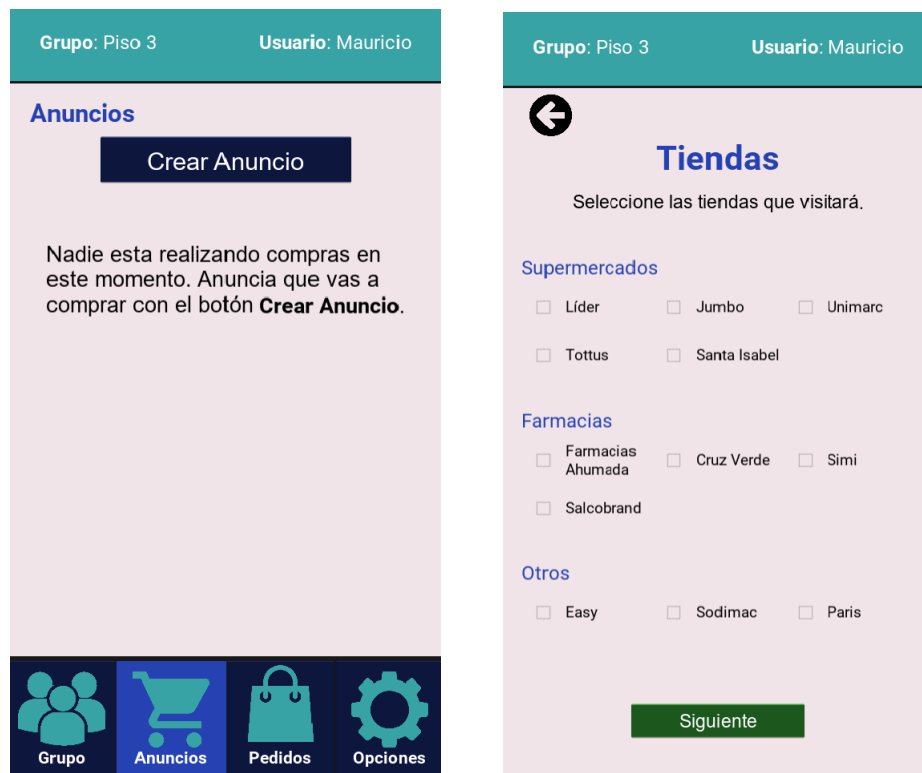 Grupo: Piso 3
Usuario: Mauricio
Anuncios
Crear Anuncio
Nadie esta realizando compras en
este momento. Anuncia que vas a
comprar con el botón Crear Anuncio.
Grupo
Anuncios
Pedidos
Opciones
Grupo: Piso 3
Usuario: Mauricio
Tiendas
Seleccione las tiendas que visitará.
Supermercados
Líder
Jumbo
Unimarc
Tottus
Santa Isabel
Farmacias
Farmacias
Ahumada
Cruz Verde
Simi
Salcobrand
Otros
Easy
Sodimac
Paris
Siguiente